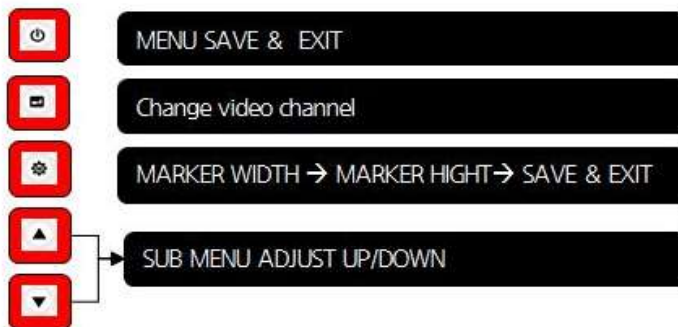 MENU SAVE & EXIT
Change video channel
MARKER WIDTH → MARKER HIGHT→ SAVE & EXIT
SUB MENU ADJUST UP/DOWN